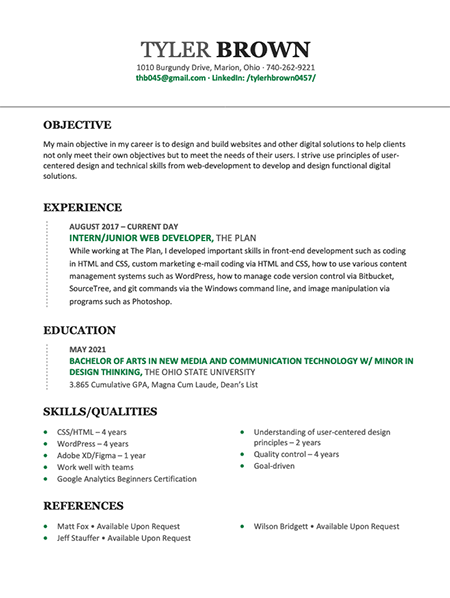 TYLER BROWN
1010 Burgundy Drive, Marion, Ohio · 740-262-9221
thb045@gmail.com · LinkedIn: /tylerhbrown0457/
OBJECTIVE
My main objective in my career is to design and build websites and other digital solutions to help clients
not only meet their own objectives but to meet the needs of their users. I strive use principles of user-
centered design and technical skills from web-development to develop and design functional digital
solutions.
EXPERIENCE
AUGUST 2017 – CURRENT DAY
INTERN/JUNIOR WEB DEVELOPER, THE PLAN
While working at The Plan, I developed important skills in front-end development such as coding
in HTML and CSS, custom marketing e-mail coding via HTML and CSS, how to use various content
management systems such as WordPress, how to manage code version control via Bitbucket,
SourceTree, and git commands via the Windows command line, and image manipulation via
programs such as Photoshop.
EDUCATION
MAY 2021
BACHELOR OF ARTS IN NEW MEDIA AND COMMUNICATION TECHNOLOGY W/ MINOR IN
DESIGN THINKING, THE OHIO STATE UNIVERSITY
3.865 Cumulative GPA, Magna Cum Laude, Dean's List
SKILLS/QUALITIES
• CSS/HTML – 4 years
• WordPress – 4 years
• Adobe XD/Figma – 1 year
• Work well with teams
• Google Analytics Beginners Certification
• Understanding of user-centered design
principles – 2 years
• Quality control – 4 years
• Goal-driven
REFERENCES
• Matt Fox • Available Upon Request
• Jeff Stauffer • Available Upon Request
• Wilson Bridgett • Available Upon Request